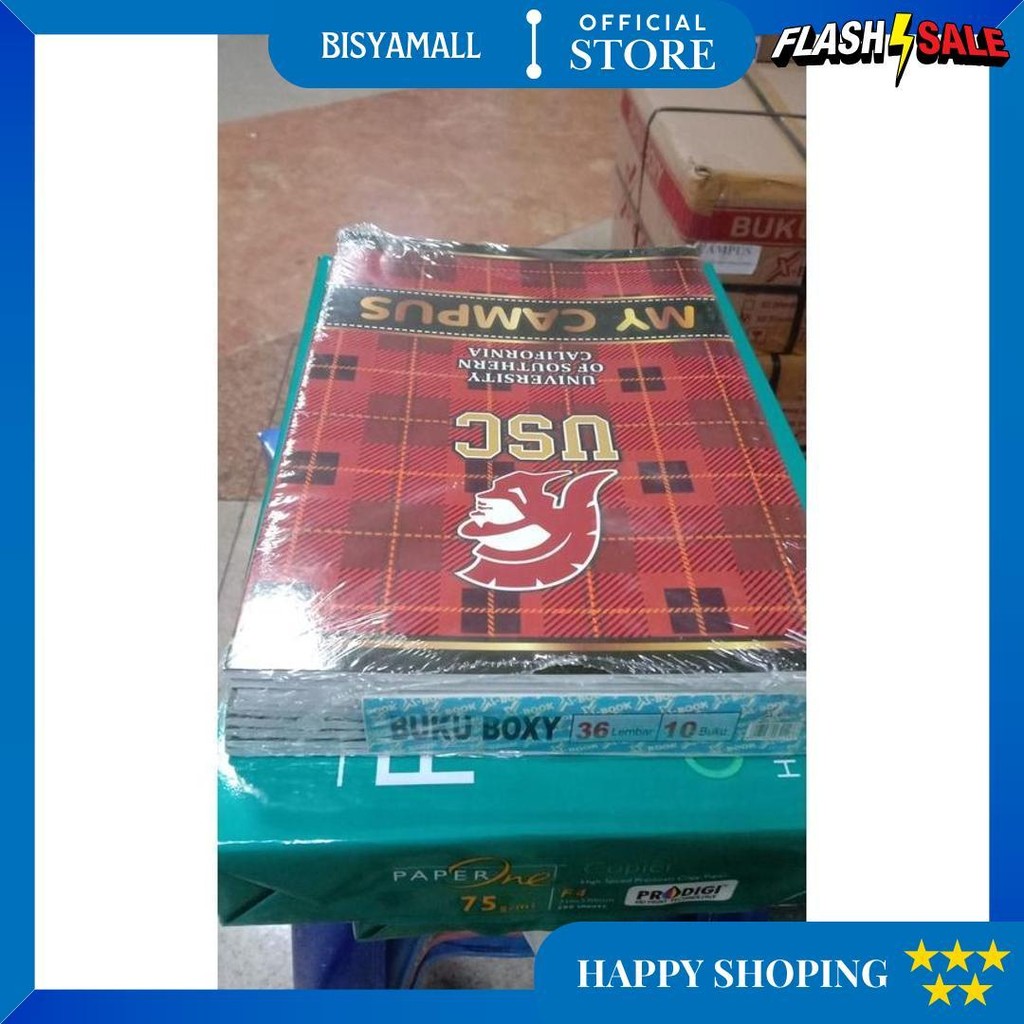 BISYAMALL
OFFICIAL
STORE
FLASH SALE
BUKU
CAMPUS
MY CAMPUS
UNIVERSITY
OF SOUTHERN
CALIFORNIA
USC
BUKU BOXY 36 Lembar 10 Buku
PAPER One
75 g/m²
F4
PRODIGI
HAPPY SHOPING